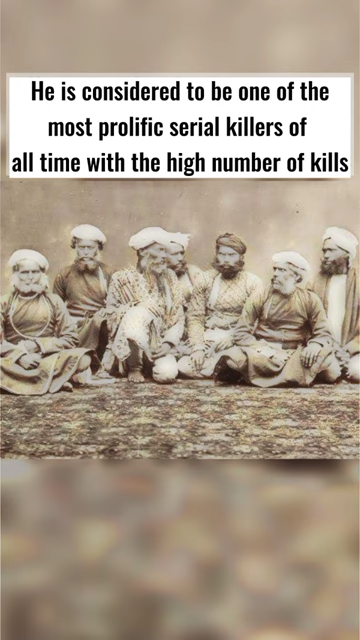 He is considered to be one of the
most prolific serial killers of
all time with the high number of kills